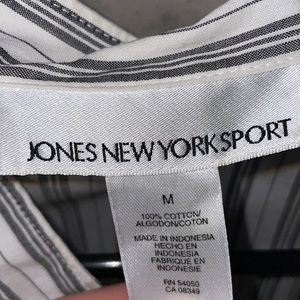 JONES NEW YORK SPORT
M
100% COTTON/
ALGODON/COTON
MADE IN INDONESIA
HECHO EN
INDONESIA
FABRIQUE EN
INDONESIE
RN 54050
CA 08349